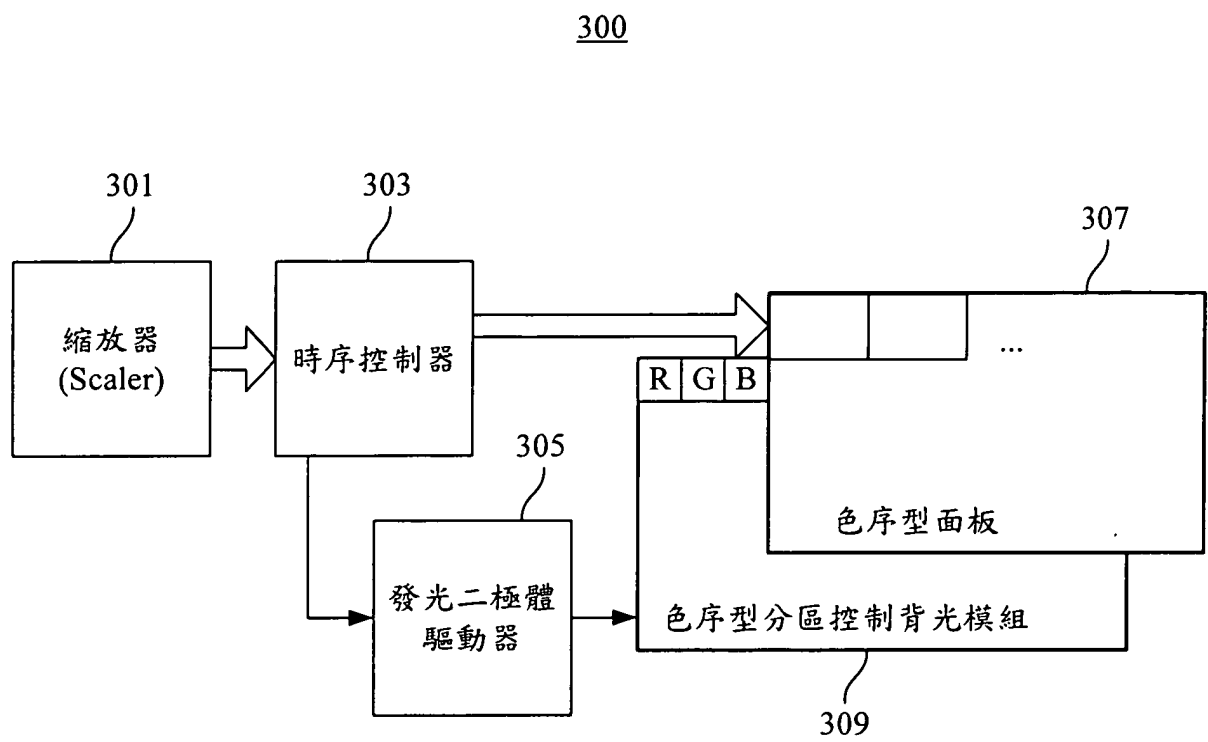 300
301
303
307
縮放器
(Scaler)
時序控制器
...
R G B
305
色序型面板
發光二極體
驅動器
色序型分區控制背光模組
309